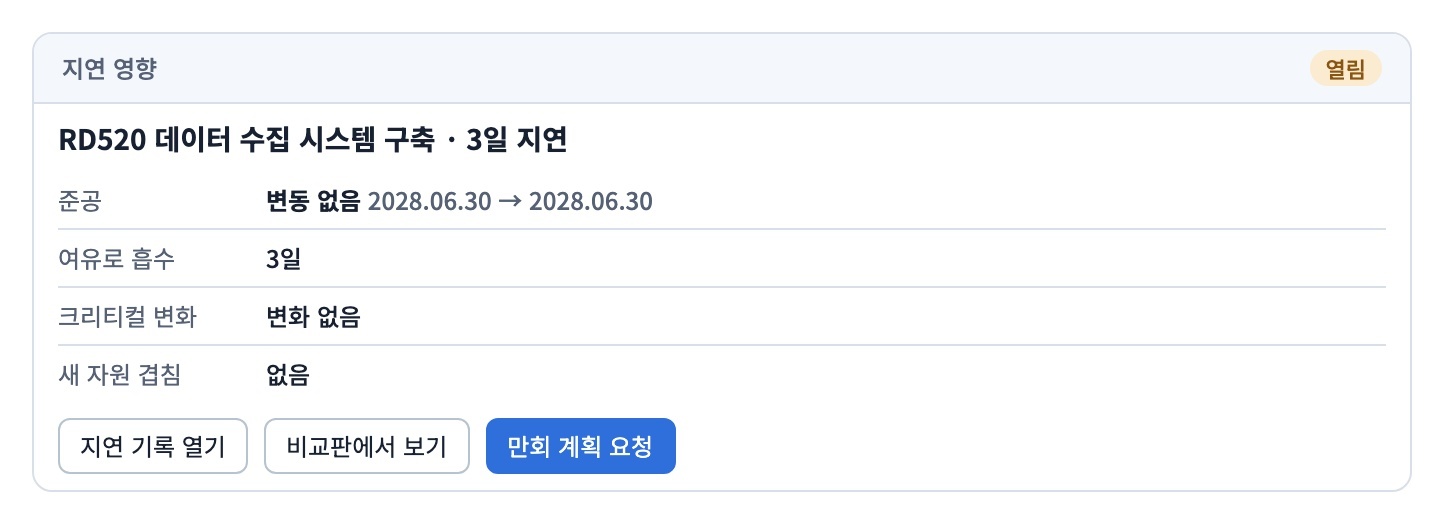 지연 영향
열림
RD520 데이터 수집 시스템 구축 · 3일 지연
준공 변동 없음 2028.06.30 → 2028.06.30
여유로 흡수 3일
크리티컬 변화 변화 없음
새 자원 겹침 없음
지연 기록 열기 비교판에서 보기 만회 계획 요청